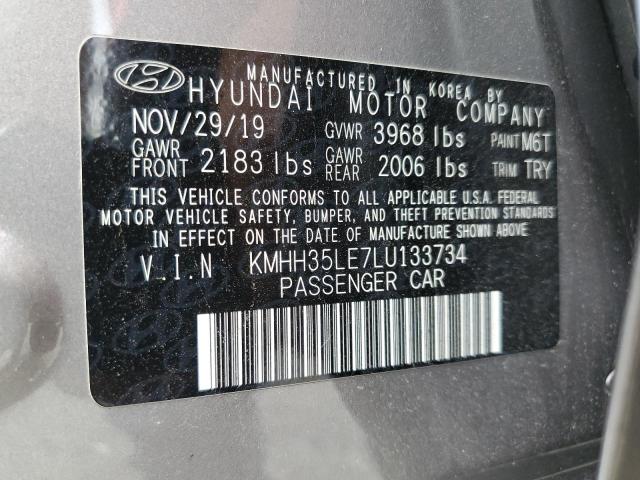 MANUFACTURED IN KOREA BY
HYUNDAI MOTOR COMPANY
NOV/29/19 GVWR 3968 lbs PAINT M6T
GAWR FRONT 2183 lbs GAWR REAR 2006 lbs TRIM TRY
THIS VEHICLE CONFORMS TO ALL APPLICABLE U.S.A. FEDERAL
MOTOR VEHICLE SAFETY, BUMPER, AND THEFT PREVENTION STANDARDS
IN EFFECT ON THE DATE OF MANUFACTURE SHOWN ABOVE.
V.I.N KMHH35LE7LU133734
PASSENGER CAR